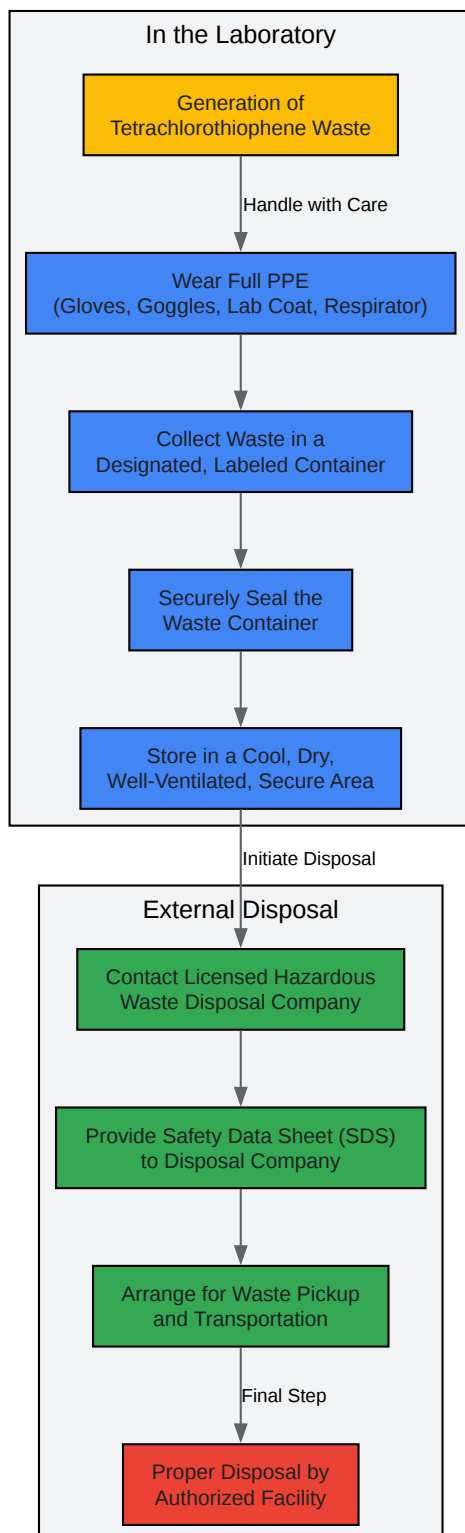 In the Laboratory
Generation of
Tetrachlorothiophene Waste
Handle with Care
Wear Full PPE
(Gloves, Goggles, Lab Coat, Respirator)
Collect Waste in a
Designated, Labeled Container
Securely Seal the
Waste Container
Store in a Cool, Dry,
Well-Ventilated, Secure Area
Initiate Disposal
External Disposal
Contact Licensed Hazardous
Waste Disposal Company
Provide Safety Data Sheet (SDS)
to Disposal Company
Arrange for Waste Pickup
and Transportation
Final Step
Proper Disposal by
Authorized Facility